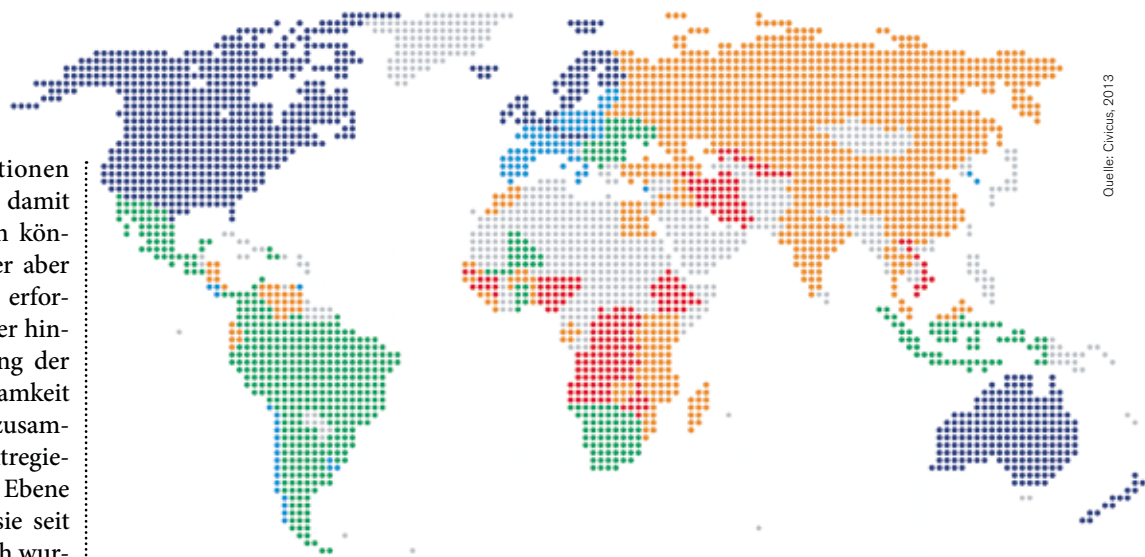 tionen
damit
n kön-
er aber
erfor-
er hin-
ng der
amkeit
zusam-
tregie-
Ebene
sie seit
h wur-
Quelle: Civicus, 2013